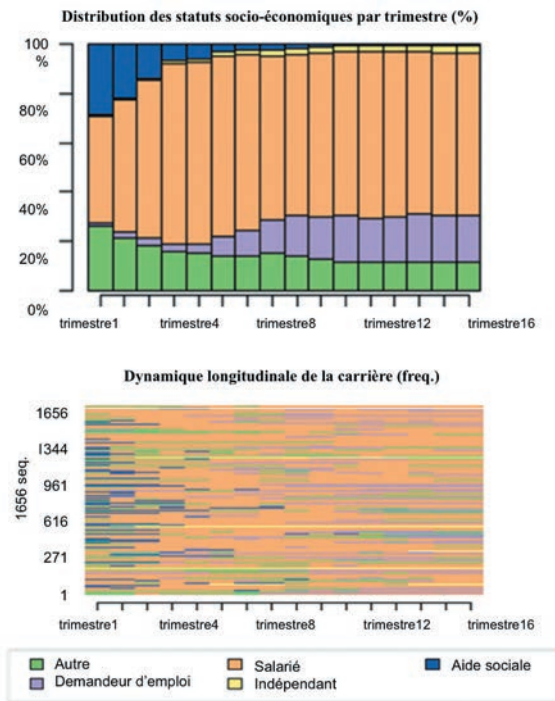 Distribution des statuts socio-économiques par trimestre (%)
100
%
80%
60%
40%
20%
0%
trimestre1 trimestre4 trimestre8 trimestre12 trimestre16
Dynamique longitudinale de la carrière (freq.)
1656 seq.
1656
1344
961
616
271
1
trimestre1 trimestre4 trimestre8 trimestre12 trimestre16
Autre Salarié Aide sociale
Demandeur d'emploi Indépendant